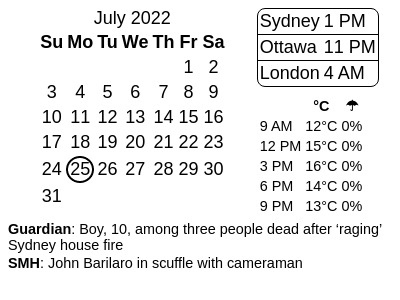 July 2022
Su Mo Tu We Th Fr Sa
1 2
3 4 5 6 7 8 9
10 11 12 13 14 15 16
17 18 19 20 21 22 23
24 25 26 27 28 29 30
31
Sydney 1 PM
Ottawa 11 PM
London 4 AM
°C ☂
9 AM 12°C 0%
12 PM 15°C 0%
3 PM 16°C 0%
6 PM 14°C 0%
9 PM 13°C 0%
Guardian: Boy, 10, among three people dead after ‘raging’
Sydney house fire
SMH: John Barilaro in scuffle with cameraman